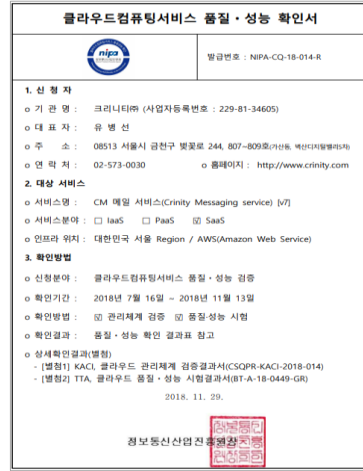 클라우드컴퓨팅서비스 품질·성능 확인서
nipa
발급번호 : NIPA-CQ-18-014-R
1. 신 청 자
o 기 관 명 : 크리니티㈜ (사업자등록번호 : 229-81-34605)
o 대 표 자 : 유 병 선
o 주 소 : 08513 서울시 금천구 벚꽃로 244, 807~809호(가산동, 벽산디지털밸리5차)
o 연 락 처 : 02-573-0030 o 홈페이지 : http://www.crinity.com
2. 대상 서비스
o 서비스명 : CM 메일 서비스(Crinity Messaging service) [v7]
o 서비스분야 : ☐ IaaS ☐ PaaS ☑ SaaS
o 인프라 위치 : 대한민국 서울 Region / AWS(Amazon Web Service)
3. 확인방법
o 신청분야 : 클라우드컴퓨팅서비스 품질·성능 검증
o 확인기간 : 2018년 7월 16일 ~ 2018년 11월 13일
o 확인방법 : ☑ 관리체계 검증 ☑ 품질·성능 시험
o 확인결과 : 품질·성능 확인 결과표 참고
o 상세확인결과(별첨)
- [별첨1] KACI, 클라우드 관리체계 검증결과서(CSQPR-KACI-2018-014)
- [별첨2] TTA, 클라우드 품질·성능 시험결과서(BT-A-18-0449-GR)
2018. 11. 29.
정보통신산업진흥원장